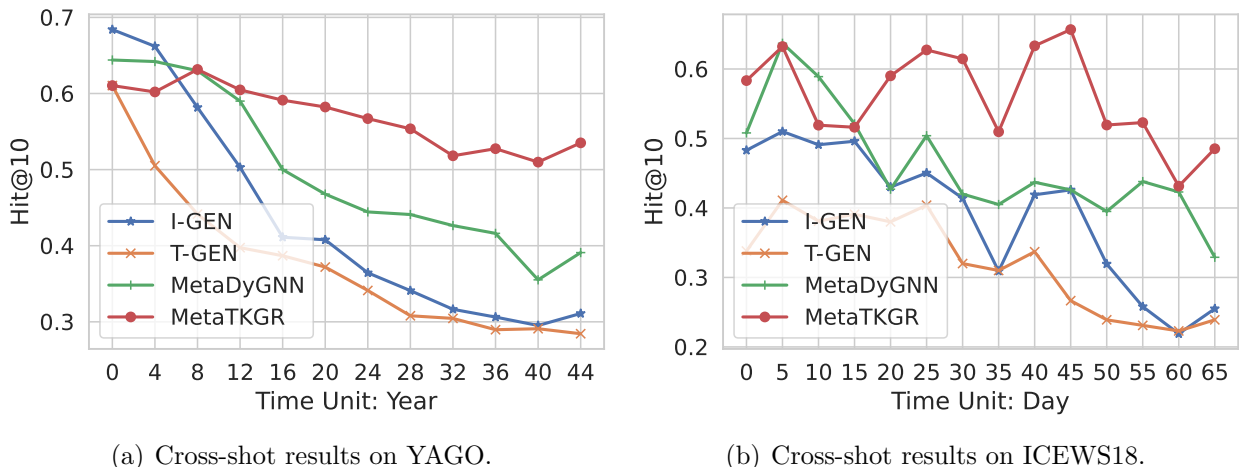 0.7
0.6
0.5
0.4
0.3
Hit@10
I-GEN
T-GEN
MetaDyGNN
MetaTKGR
0 4 8 12 16 20 24 28 32 36 40 44
Time Unit: Year
(a) Cross-shot results on YAGO.
0.6
0.5
0.4
0.3
0.2
Hit@10
I-GEN
T-GEN
MetaDyGNN
MetaTKGR
0 5 10 15 20 25 30 35 40 45 50 55 60 65
Time Unit: Day
(b) Cross-shot results on ICEWS18.